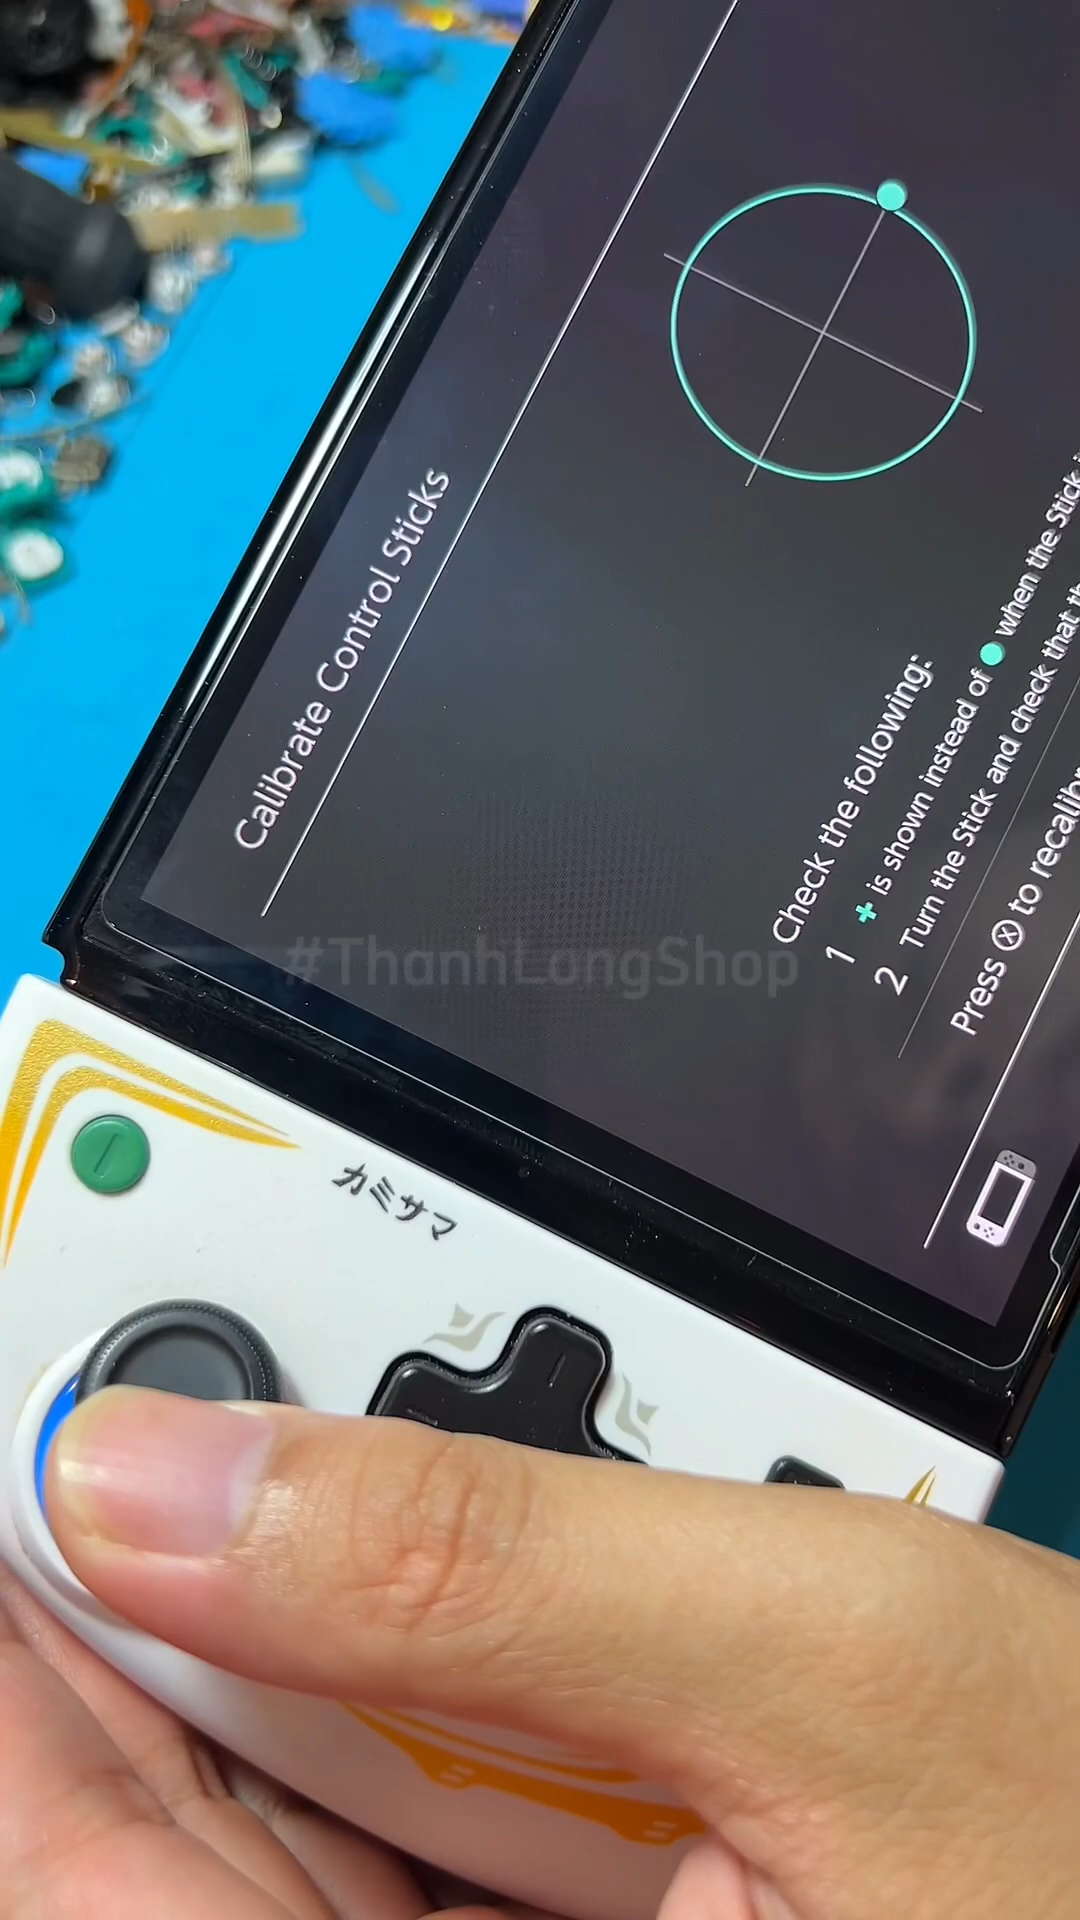 Calibrate Control Sticks
Check the following:
1 + is shown instead of ● when the Stick
2 Turn the Stick and check that
Press Ⓧ to
#ThanhLongShop
カミサマ